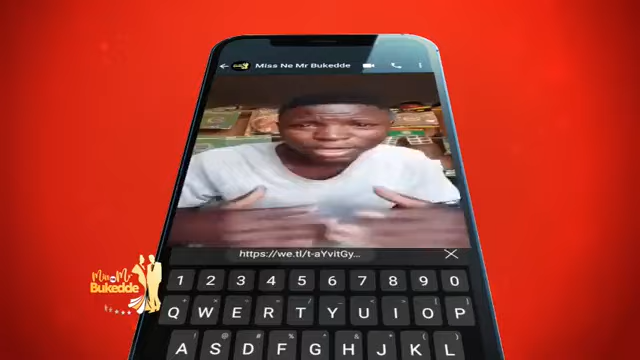 Miss Ne Mr Bukedde
https://we.tl/t-aYvitGy...
1 2 3 4 5 6 7 8 9 0
Q W E R T Y U I O P
A S D F G H J K L
Miss Mr
Bukedde